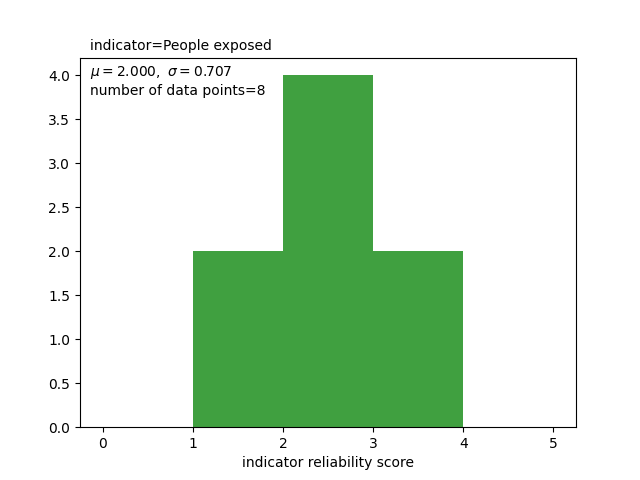 indicator=People exposed
μ = 2.000, σ = 0.707
number of data points=8
4.0
3.5
3.0
2.5
2.0
1.5
1.0
0.5
0.0
0 1 2 3 4 5
indicator reliability score